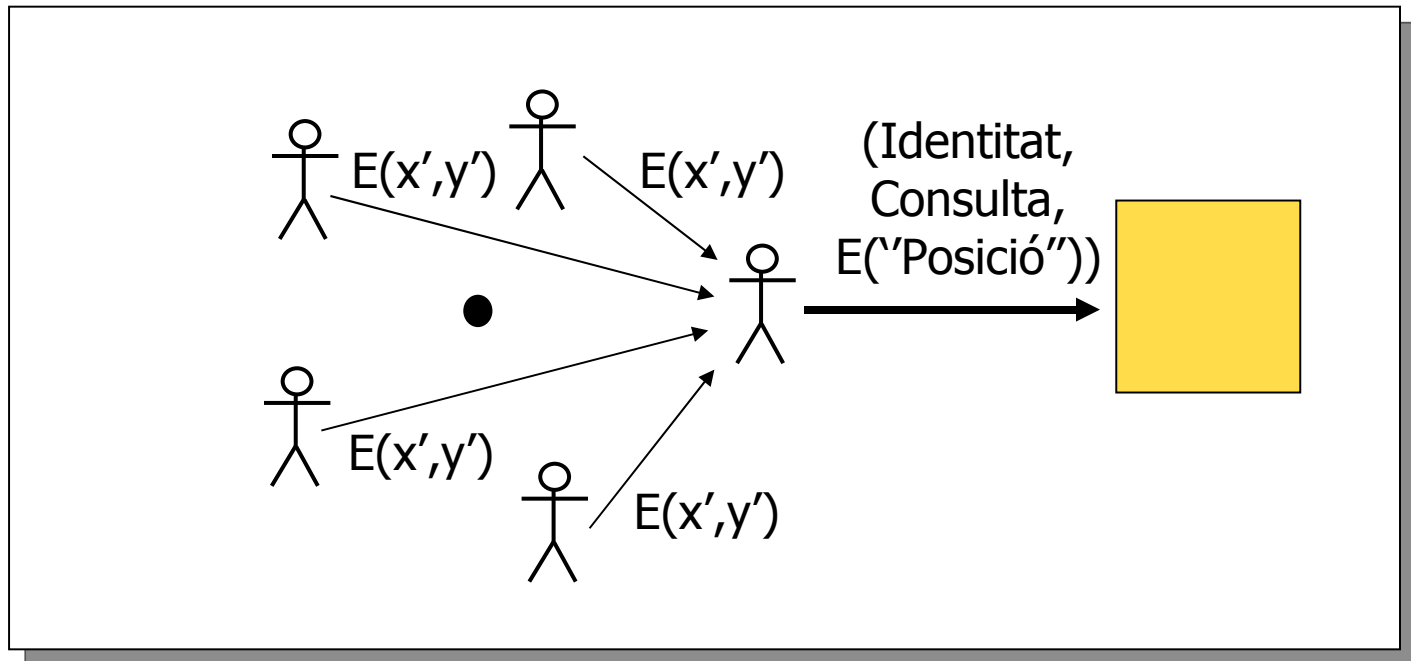 E(x’,y’)
E(x’,y’)
(Identitat,
Consulta,
E(‘’Posició’’))
E(x’,y’)
E(x’,y’)